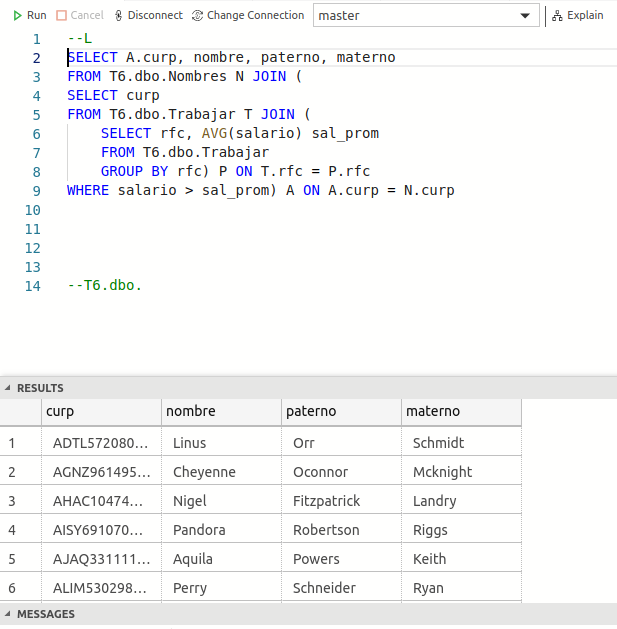 Run Cancel Disconnect Change Connection master Explain
1 --L
2 SELECT A.curp, nombre, paterno, materno
3 FROM T6.dbo.Nombres N JOIN (
4 SELECT curp
5 FROM T6.dbo.Trabajar T JOIN (
6 SELECT rfc, AVG(salario) sal_prom
7 FROM T6.dbo.Trabajar
8 GROUP BY rfc) P ON T.rfc = P.rfc
9 WHERE salario > sal_prom) A ON A.curp = N.curp
10
11
12
13
14 --T6.dbo.
RESULTS
curp nombre paterno materno
1 ADTL572080... Linus Orr Schmidt
2 AGNZ961495... Cheyenne Oconnor Mcknight
3 AHAC10474... Nigel Fitzpatrick Landry
4 AISY691070... Pandora Robertson Riggs
5 AJAQ331111... Aquila Powers Keith
6 ALIM530298... Perry Schneider Ryan
MESSAGES